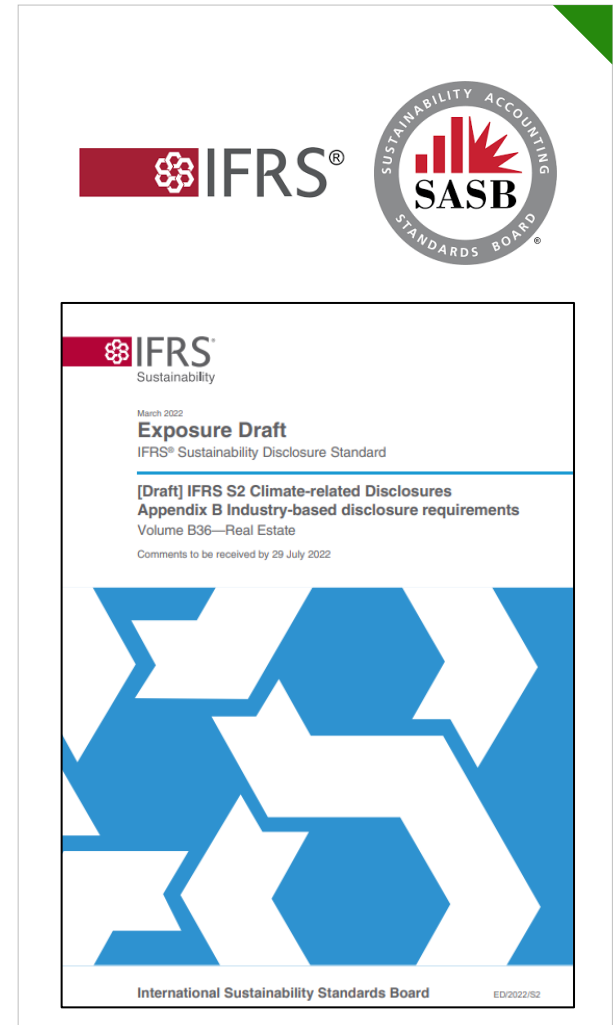 IFRS®
SUSTAINABILITY ACCOUNTING
SASB
STANDARDS BOARD
®
IFRS®
Sustainability
March 2022
Exposure Draft
IFRS® Sustainability Disclosure Standard
[Draft] IFRS S2 Climate-related Disclosures
Appendix B Industry-based disclosure requirements
Volume B36—Real Estate
Comments to be received by 29 July 2022
International Sustainability Standards Board
ED/2022/S2